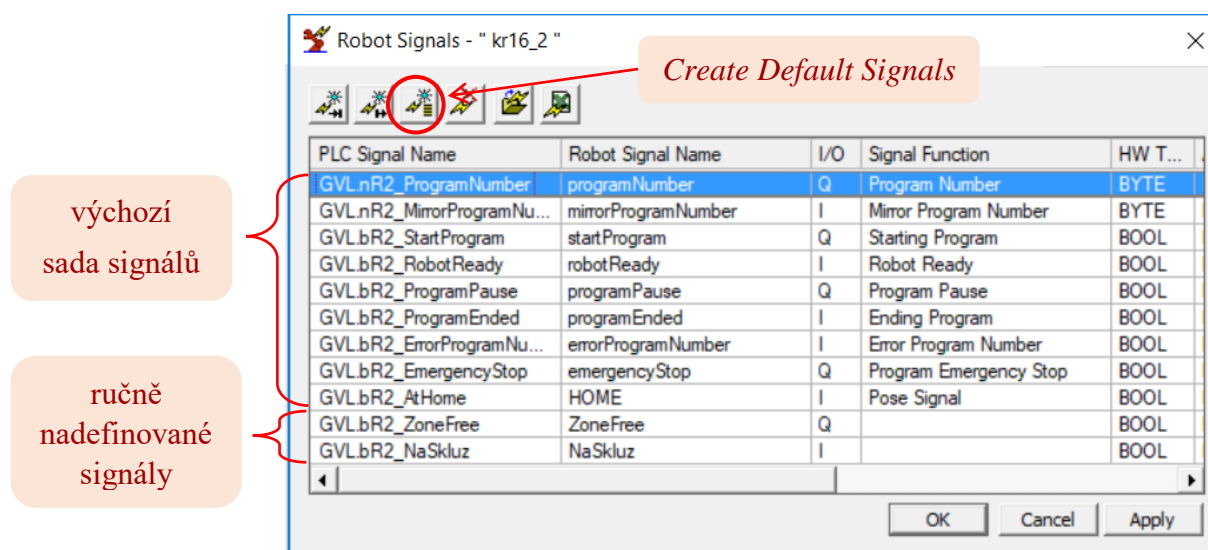 Robot Signals - " kr16_2 "
Create Default Signals
PLC Signal Name Robot Signal Name I/O Signal Function HW T...
GVL.nR2_ProgramNumber programNumber Q Program Number BYTE
GVL.nR2_MirrorProgramNu... mirrorProgramNumber I Mirror Program Number BYTE
GVL.bR2_StartProgram startProgram Q Starting Program BOOL
GVL.bR2_RobotReady robotReady I Robot Ready BOOL
GVL.bR2_ProgramPause programPause Q Program Pause BOOL
GVL.bR2_ProgramEnded programEnded I Ending Program BOOL
GVL.bR2_ErrorProgramNu... errorProgramNumber I Error Program Number BOOL
GVL.bR2_EmergencyStop emergencyStop Q Program Emergency Stop BOOL
GVL.bR2_AtHome HOME I Pose Signal BOOL
GVL.bR2_ZoneFree ZoneFree Q BOOL
GVL.bR2_NaSkluz NaSkluz I BOOL
OK Cancel Apply
výchozí
sada signálů
ručně
nadefinované
signály